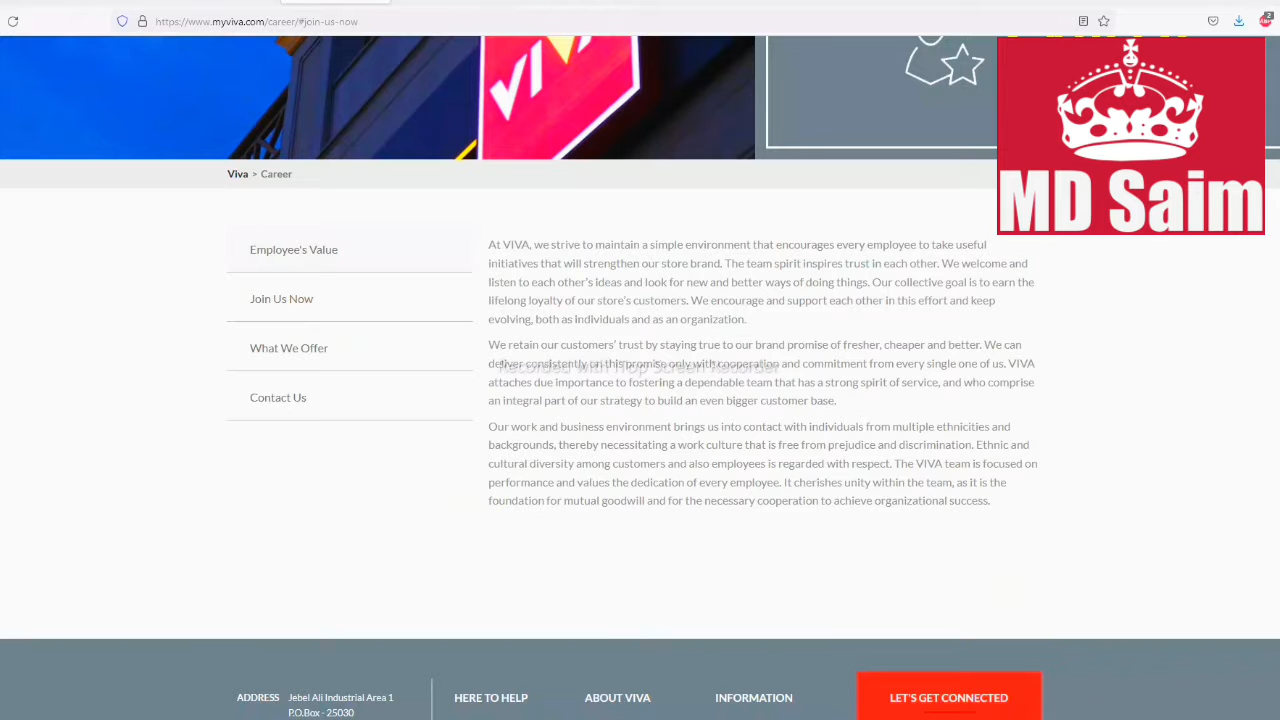 https://www.myviva.com/career/#join-us-now
2
VIVA
MD Saim
Viva > Career
Employee's Value
Join Us Now
What We Offer
Contact Us
At VIVA, we strive to maintain a simple environment that encourages every employee to take useful
initiatives that will strengthen our store brand. The team spirit inspires trust in each other. We welcome and
listen to each other's ideas and look for new and better ways of doing things. Our collective goal is to earn the
lifelong loyalty of our store's customers. We encourage and support each other in this effort and keep
evolving, both as individuals and as an organization.
We retain our customers' trust by staying true to our brand promise of fresher, cheaper and better. We can
deliver consistently on this promise only with cooperation and commitment from every single one of us. VIVA
Recorded with iTop Screen Recorder
attaches due importance to fostering a dependable team that has a strong spirit of service, and who comprise
an integral part of our strategy to build an even bigger customer base.
Our work and business environment brings us into contact with individuals from multiple ethnicities and
backgrounds, thereby necessitating a work culture that is free from prejudice and discrimination. Ethnic and
cultural diversity among customers and also employees is regarded with respect. The VIVA team is focused on
performance and values the dedication of every employee. It cherishes unity within the team, as it is the
foundation for mutual goodwill and for the necessary cooperation to achieve organizational success.
ADDRESS
Jebel Ali Industrial Area 1
P.O.Box - 25030
HERE TO HELP
ABOUT VIVA
INFORMATION
LET'S GET CONNECTED